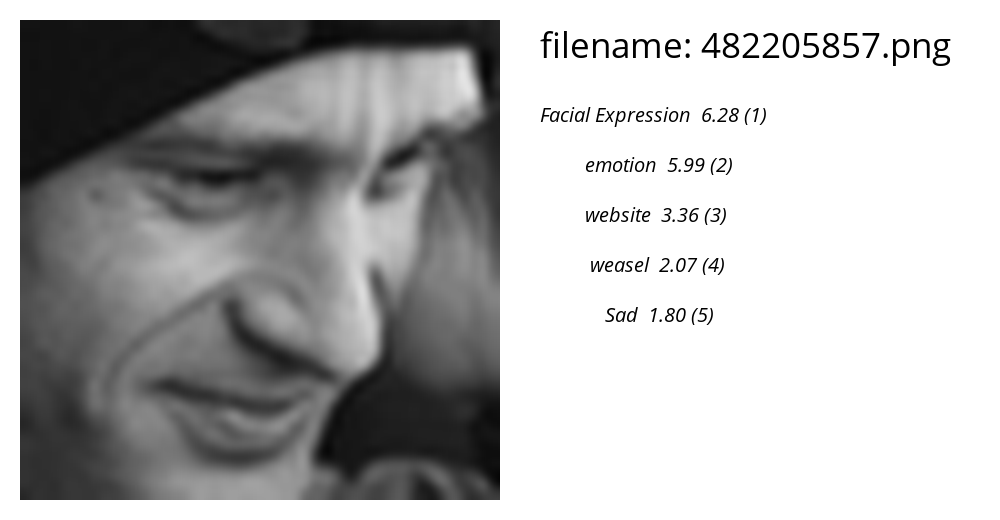 filename: 482205857.png
Facial Expression 6.28 (1)
emotion 5.99 (2)
website 3.36 (3)
weasel 2.07 (4)
Sad 1.80 (5)